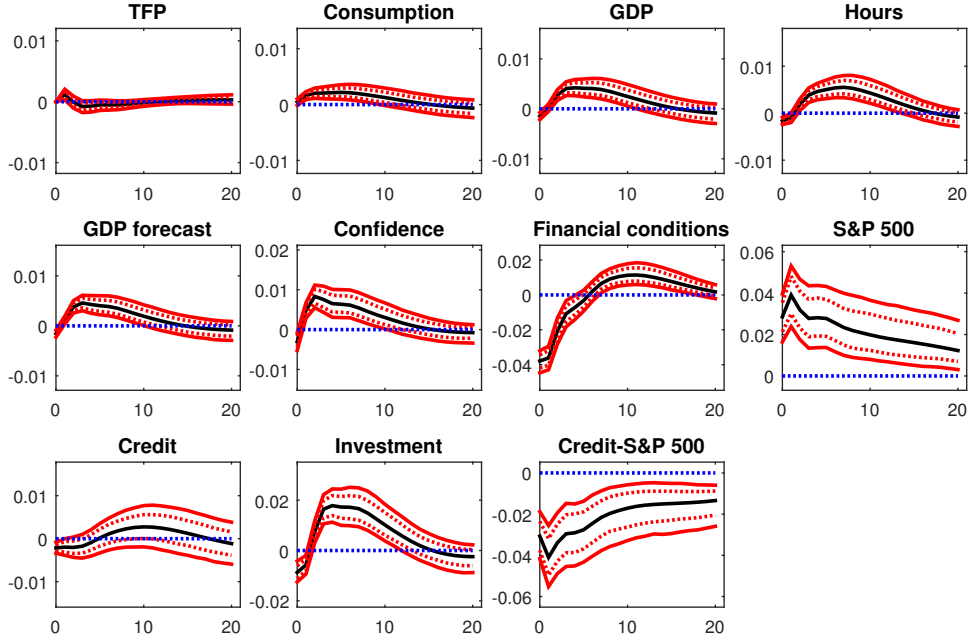 TFP
0.01
0
-0.01
0 10 20
Consumption
0.01
0
-0.01
0 10 20
GDP
0.01
0
-0.01
0 10 20
Hours
0.01
0
-0.01
0 10 20
GDP forecast
0.01
0
-0.01
0 10 20
Confidence
0.02
0.01
0
-0.01
0 10 20
Financial conditions
0.02
0
-0.02
-0.04
0 10 20
S&P 500
0.06
0.04
0.02
0
0 10 20
Credit
0.01
0
-0.01
0 10 20
Investment
0.02
0
-0.02
0 10 20
Credit-S&P 500
0
-0.02
-0.04
-0.06
0 10 20